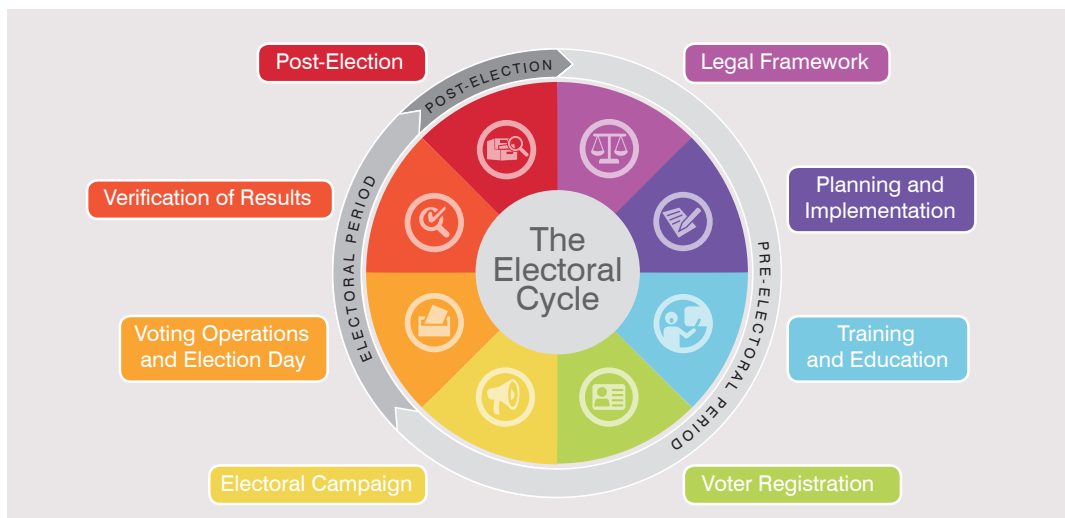 Post-Election
Legal Framework
POST-ELECTION
Verification of Results
Planning and
Implementation
ELECTORAL PERIOD
The
Electoral
Cycle
PRE-ELECTORAL PERIOD
Voting Operations
and Election Day
Training
and Education
Electoral Campaign
Voter Registration